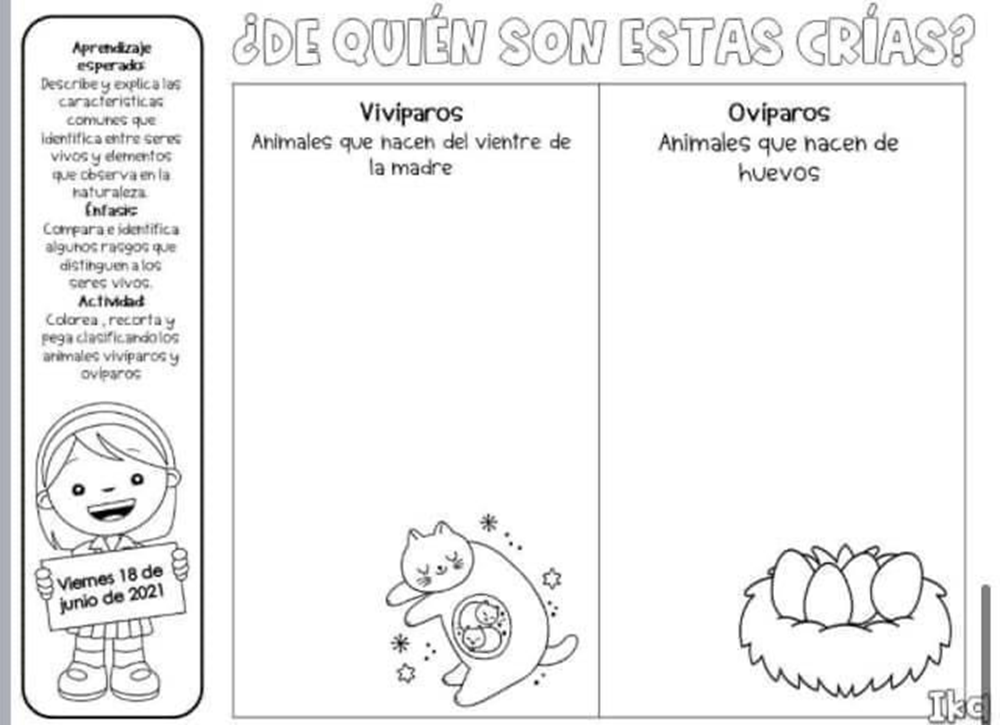 ¿DE QUIÉN SON ESTAS CRÍAS?
Aprendizaje
esperado:
Describe y explica las
características
comunes que
identifica entre seres
vivos y elementos
que observa en la
naturaleza.
Énfasis:
Compara e identifica
algunos rasgos que
distinguen a los
seres vivos.
Actividad:
Colorea , recorta y
pega clasificando los
animales vivíparos y
ovíparos
Viernes 18 de
junio de 2021
Vivíparos
Animales que nacen del vientre de
la madre
Ovíparos
Animales que nacen de
huevos